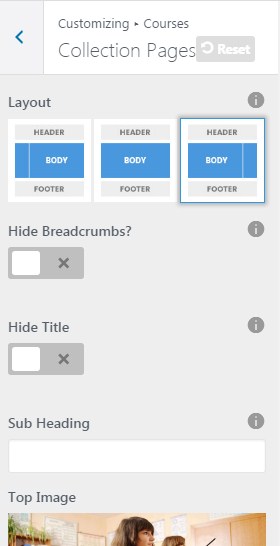 Customizing ▸ Courses
Collection Pages Reset
Layout
HEADER HEADER HEADER
BODY BODY BODY
FOOTER FOOTER FOOTER
Hide Breadcrumbs?
Hide Title
Sub Heading
Top Image